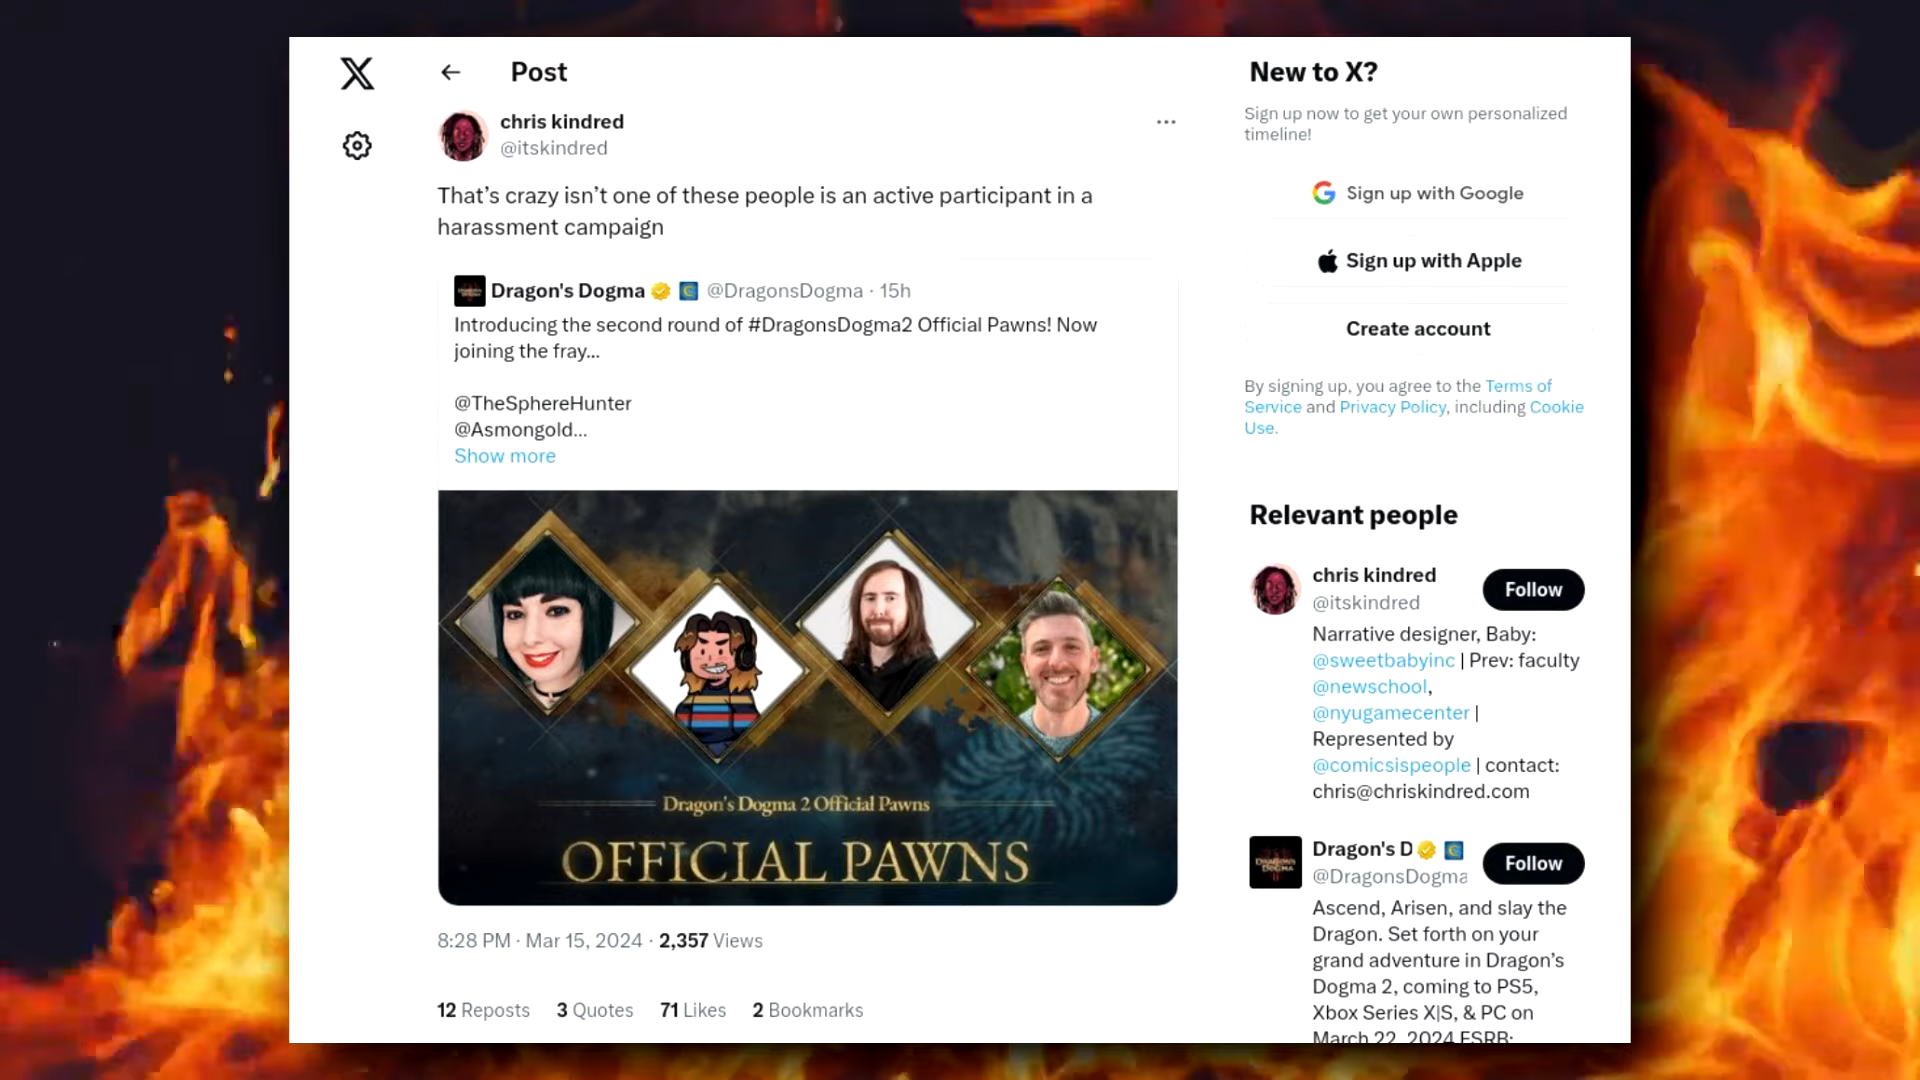 Post
chris kindred
@itskindred
That’s crazy isn’t one of these people is an active participant in a
harassment campaign
Dragon's Dogma @DragonsDogma · 15h
Introducing the second round of #DragonsDogma2 Official Pawns! Now
joining the fray...
@TheSphereHunter
@Asmongold...
Show more
Dragon's Dogma 2 Official Pawns
OFFICIAL PAWNS
8:28 PM · Mar 15, 2024 · 2,357 Views
12 Reposts 3 Quotes 71 Likes 2 Bookmarks
New to X?
Sign up now to get your own personalized
timeline!
Sign up with Google
Sign up with Apple
Create account
By signing up, you agree to the Terms of
Service and Privacy Policy, including Cookie
Use.
Relevant people
chris kindred
@itskindred
Follow
Narrative designer, Baby:
@sweetbabyinc | Prev: faculty
@newschool,
@nyugamecenter |
Represented by
@comicsispeople | contact:
chris@chriskindred.com
Dragon's D
@DragonsDogma
Follow
DRAGON'S
DOGMA
II
Ascend, Arisen, and slay the
Dragon. Set forth on your
grand adventure in Dragon’s
Dogma 2, coming to PS5,
Xbox Series X|S, & PC on
March 22, 2024 ESRB: